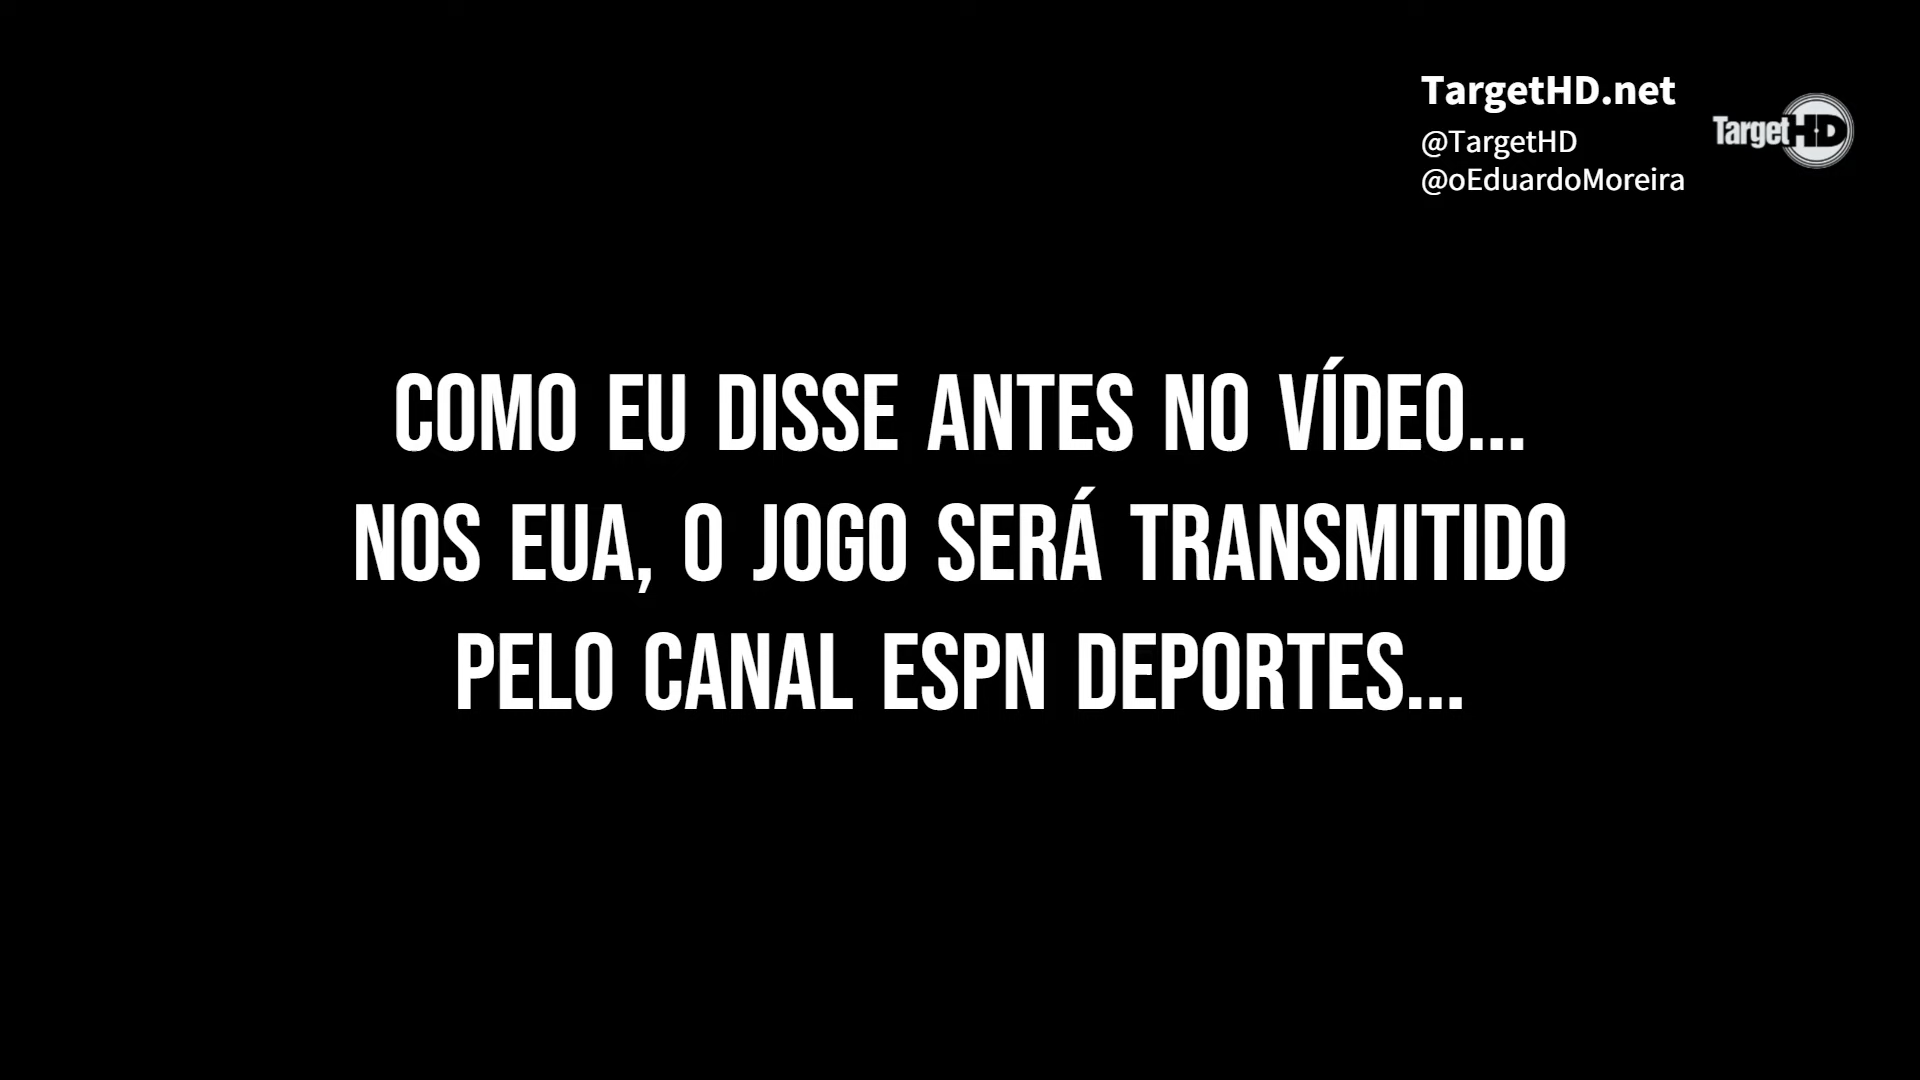 TargetHD.net
@TargetHD
@oEduardoMoreira
TargetHD
COMO EU DISSE ANTES NO VÍDEO...
NOS EUA, O JOGO SERÁ TRANSMITIDO
PELO CANAL ESPN DEPORTES...